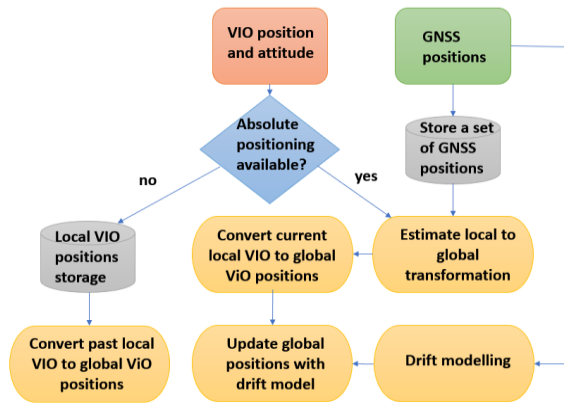 VIO position
and attitude
GNSS
positions
Absolute
positioning
available?
Store a set
of GNSS
positions
no
yes
Local VIO
positions
storage
Convert current
local VIO to global
ViO positions
Estimate local to
global
transformation
Convert past local
VIO to global ViO
positions
Update global
positions with
drift model
Drift modelling